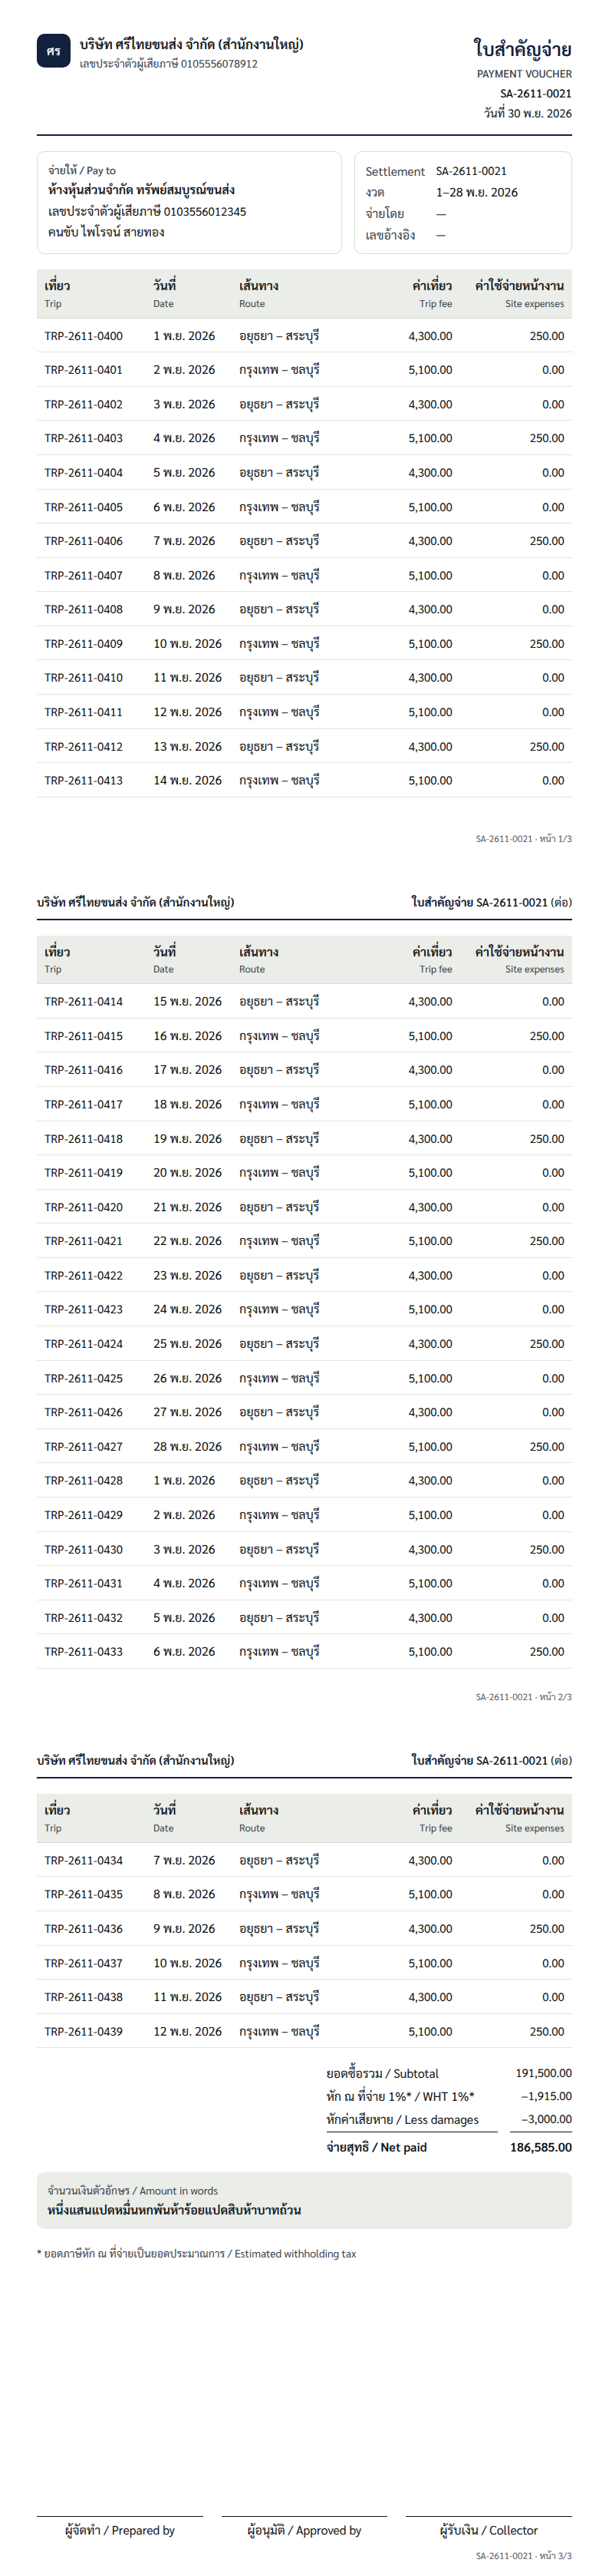 ศร
บริษัท ศรีไทยขนส่ง จำกัด (สำนักงานใหญ่)
เลขประจำตัวผู้เสียภาษี 0105556078912
ใบสำคัญจ่าย
PAYMENT VOUCHER
SA-2611-0021
วันที่ 30 พ.ย. 2026
จ่ายให้ / Pay to
ห้างหุ้นส่วนจำกัด ทรัพย์สมบูรณ์ขนส่ง
เลขประจำตัวผู้เสียภาษี 0103556012345
คนขับ ไพโรจน์ สายทอง
Settlement SA-2611-0021
งวด 1–28 พ.ย. 2026
จ่ายโดย —
เลขอ้างอิง —
เที่ยว วันที่ เส้นทาง ค่าเที่ยว ค่าใช้จ่ายหน้างาน
Trip Date Route Trip fee Site expenses
TRP-2611-0400 1 พ.ย. 2026 อยุธยา – สระบุรี 4,300.00 250.00
TRP-2611-0401 2 พ.ย. 2026 กรุงเทพ – ชลบุรี 5,100.00 0.00
TRP-2611-0402 3 พ.ย. 2026 อยุธยา – สระบุรี 4,300.00 0.00
TRP-2611-0403 4 พ.ย. 2026 กรุงเทพ – ชลบุรี 5,100.00 250.00
TRP-2611-0404 5 พ.ย. 2026 อยุธยา – สระบุรี 4,300.00 0.00
TRP-2611-0405 6 พ.ย. 2026 กรุงเทพ – ชลบุรี 5,100.00 0.00
TRP-2611-0406 7 พ.ย. 2026 อยุธยา – สระบุรี 4,300.00 250.00
TRP-2611-0407 8 พ.ย. 2026 กรุงเทพ – ชลบุรี 5,100.00 0.00
TRP-2611-0408 9 พ.ย. 2026 อยุธยา – สระบุรี 4,300.00 0.00
TRP-2611-0409 10 พ.ย. 2026 กรุงเทพ – ชลบุรี 5,100.00 250.00
TRP-2611-0410 11 พ.ย. 2026 อยุธยา – สระบุรี 4,300.00 0.00
TRP-2611-0411 12 พ.ย. 2026 กรุงเทพ – ชลบุรี 5,100.00 0.00
TRP-2611-0412 13 พ.ย. 2026 อยุธยา – สระบุรี 4,300.00 250.00
TRP-2611-0413 14 พ.ย. 2026 กรุงเทพ – ชลบุรี 5,100.00 0.00
SA-2611-0021 · หน้า 1/3
บริษัท ศรีไทยขนส่ง จำกัด (สำนักงานใหญ่) ใบสำคัญจ่าย SA-2611-0021 (ต่อ)
เที่ยว วันที่ เส้นทาง ค่าเที่ยว ค่าใช้จ่ายหน้างาน
Trip Date Route Trip fee Site expenses
TRP-2611-0414 15 พ.ย. 2026 อยุธยา – สระบุรี 4,300.00 0.00
TRP-2611-0415 16 พ.ย. 2026 กรุงเทพ – ชลบุรี 5,100.00 250.00
TRP-2611-0416 17 พ.ย. 2026 อยุธยา – สระบุรี 4,300.00 0.00
TRP-2611-0417 18 พ.ย. 2026 กรุงเทพ – ชลบุรี 5,100.00 0.00
TRP-2611-0418 19 พ.ย. 2026 อยุธยา – สระบุรี 4,300.00 250.00
TRP-2611-0419 20 พ.ย. 2026 กรุงเทพ – ชลบุรี 5,100.00 0.00
TRP-2611-0420 21 พ.ย. 2026 อยุธยา – สระบุรี 4,300.00 0.00
TRP-2611-0421 22 พ.ย. 2026 กรุงเทพ – ชลบุรี 5,100.00 250.00
TRP-2611-0422 23 พ.ย. 2026 อยุธยา – สระบุรี 4,300.00 0.00
TRP-2611-0423 24 พ.ย. 2026 กรุงเทพ – ชลบุรี 5,100.00 0.00
TRP-2611-0424 25 พ.ย. 2026 อยุธยา – สระบุรี 4,300.00 250.00
TRP-2611-0425 26 พ.ย. 2026 กรุงเทพ – ชลบุรี 5,100.00 0.00
TRP-2611-0426 27 พ.ย. 2026 อยุธยา – สระบุรี 4,300.00 0.00
TRP-2611-0427 28 พ.ย. 2026 กรุงเทพ – ชลบุรี 5,100.00 250.00
TRP-2611-0428 1 พ.ย. 2026 อยุธยา – สระบุรี 4,300.00 0.00
TRP-2611-0429 2 พ.ย. 2026 กรุงเทพ – ชลบุรี 5,100.00 0.00
TRP-2611-0430 3 พ.ย. 2026 อยุธยา – สระบุรี 4,300.00 250.00
TRP-2611-0431 4 พ.ย. 2026 กรุงเทพ – ชลบุรี 5,100.00 0.00
TRP-2611-0432 5 พ.ย. 2026 อยุธยา – สระบุรี 4,300.00 0.00
TRP-2611-0433 6 พ.ย. 2026 กรุงเทพ – ชลบุรี 5,100.00 250.00
SA-2611-0021 · หน้า 2/3
บริษัท ศรีไทยขนส่ง จำกัด (สำนักงานใหญ่) ใบสำคัญจ่าย SA-2611-0021 (ต่อ)
เที่ยว วันที่ เส้นทาง ค่าเที่ยว ค่าใช้จ่ายหน้างาน
Trip Date Route Trip fee Site expenses
TRP-2611-0434 7 พ.ย. 2026 อยุธยา – สระบุรี 4,300.00 0.00
TRP-2611-0435 8 พ.ย. 2026 กรุงเทพ – ชลบุรี 5,100.00 0.00
TRP-2611-0436 9 พ.ย. 2026 อยุธยา – สระบุรี 4,300.00 250.00
TRP-2611-0437 10 พ.ย. 2026 กรุงเทพ – ชลบุรี 5,100.00 0.00
TRP-2611-0438 11 พ.ย. 2026 อยุธยา – สระบุรี 4,300.00 0.00
TRP-2611-0439 12 พ.ย. 2026 กรุงเทพ – ชลบุรี 5,100.00 250.00
ยอดซื้อรวม / Subtotal 191,500.00
หัก ณ ที่จ่าย 1%* / WHT 1%* –1,915.00
หักค่าเสียหาย / Less damages –3,000.00
จ่ายสุทธิ / Net paid 186,585.00
จำนวนเงินตัวอักษร / Amount in words
หนึ่งแสนแปดหมื่นหกพันห้าร้อยแปดสิบห้าบาทถ้วน
* ยอดภาษีหัก ณ ที่จ่ายเป็นยอดประมาณการ / Estimated withholding tax
ผู้จัดทำ / Prepared by ผู้อนุมัติ / Approved by ผู้รับเงิน / Collector
SA-2611-0021 · หน้า 3/3